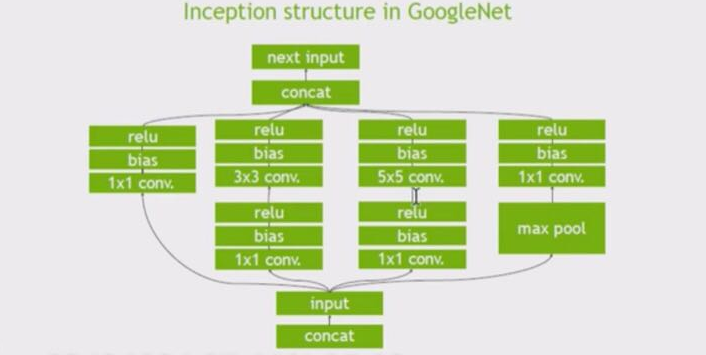 Inception structure in GoogleNet
next input
concat
relu
bias
1x1 conv.
relu
bias
3x3 conv.
relu
bias
1x1 conv.
relu
bias
5x5 conv.
relu
bias
1x1 conv.
relu
bias
1x1 conv.
max pool
input
concat